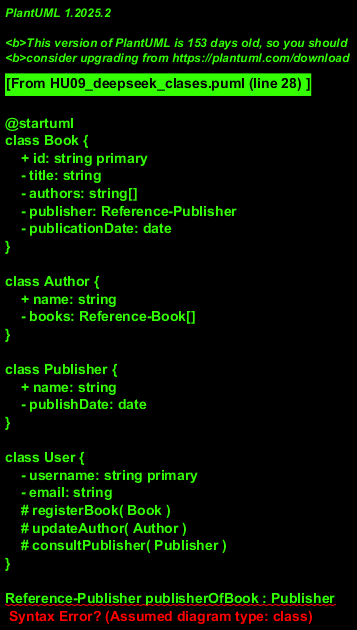 PlantUML 1.2025.2
<b>This version of PlantUML is 153 days old, so you should
<b>consider upgrading from https://plantuml.com/download
[From HU09_deepseek_clases.puml (line 28) ]
@startuml
class Book {
+ id: string primary
- title: string
- authors: string[]
- publisher: Reference-Publisher
- publicationDate: date
}
class Author {
+ name: string
- books: Reference-Book[]
}
class Publisher {
+ name: string
- publishDate: date
}
class User {
- username: string primary
- email: string
# registerBook( Book )
# updateAuthor( Author )
# consultPublisher( Publisher )
}
Reference-Publisher publisherOfBook : Publisher
Syntax Error? (Assumed diagram type: class)